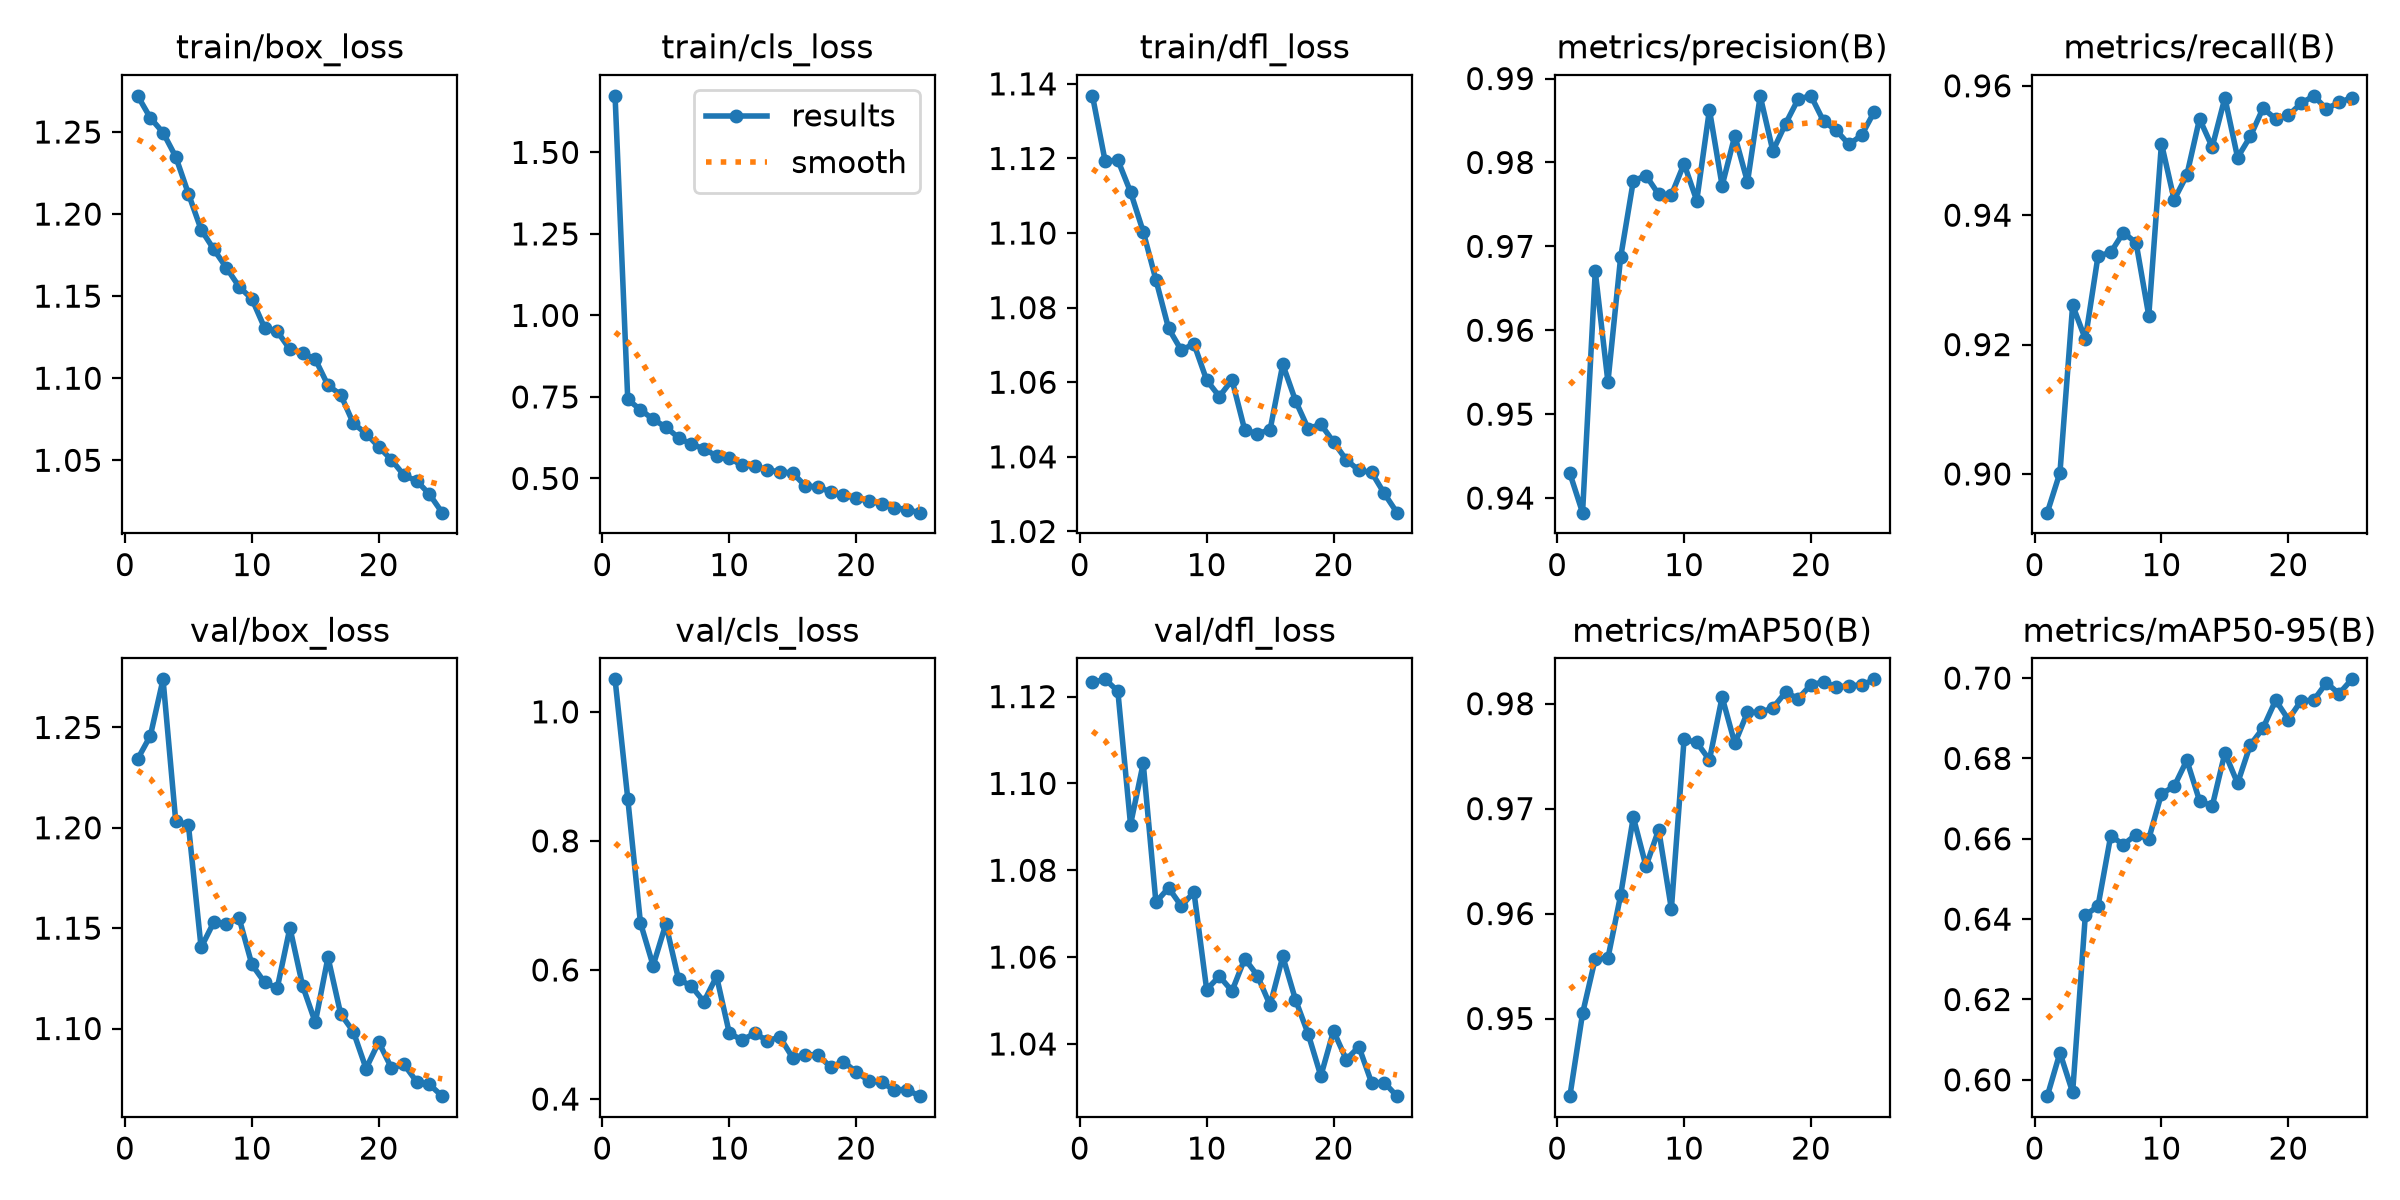 train/box_loss
1.25
1.20
1.15
1.10
1.05
0 10 20
train/cls_loss
results
smooth
1.50
1.25
1.00
0.75
0.50
0 10 20
train/dfl_loss
1.14
1.12
1.10
1.08
1.06
1.04
1.02
0 10 20
metrics/precision(B)
0.99
0.98
0.97
0.96
0.95
0.94
0 10 20
metrics/recall(B)
0.96
0.94
0.92
0.90
0 10 20
val/box_loss
1.25
1.20
1.15
1.10
0 10 20
val/cls_loss
1.0
0.8
0.6
0.4
0 10 20
val/dfl_loss
1.12
1.10
1.08
1.06
1.04
0 10 20
metrics/mAP50(B)
0.98
0.97
0.96
0.95
0 10 20
metrics/mAP50-95(B)
0.70
0.68
0.66
0.64
0.62
0.60
0 10 20